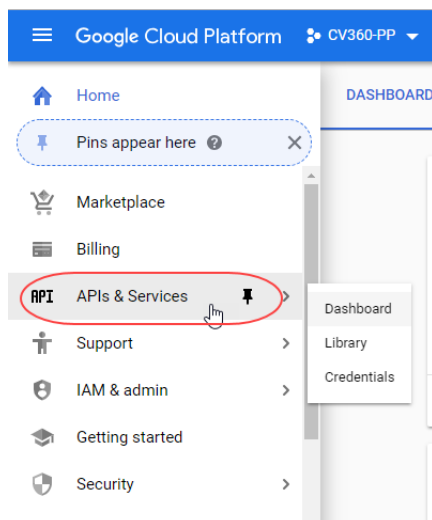 Google Cloud Platform CV360-PP
Home
DASHBOARD
Pins appear here
Marketplace
Billing
API APIs & Services
Dashboard
Support
Library
IAM & admin
Credentials
Getting started
Security